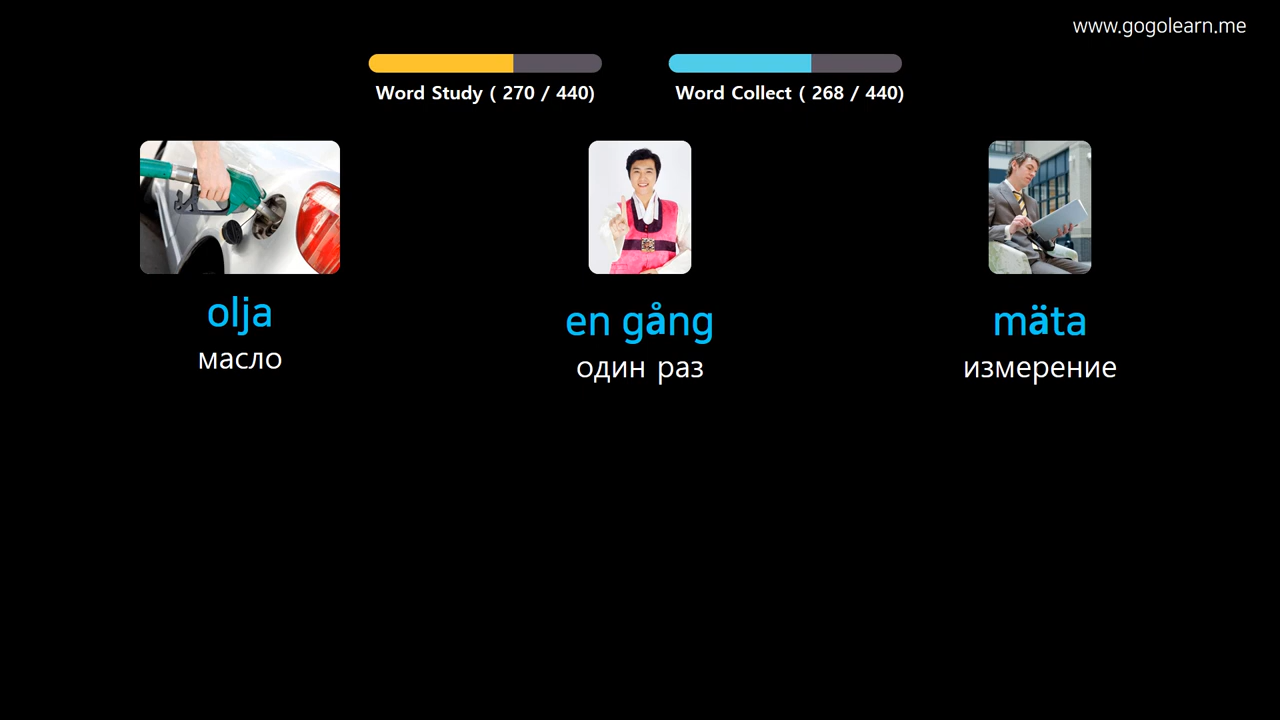 www.gogolearn.me
Word Study ( 270 / 440)
Word Collect ( 268 / 440)
olja
масло
en gång
один раз
mäta
измерение